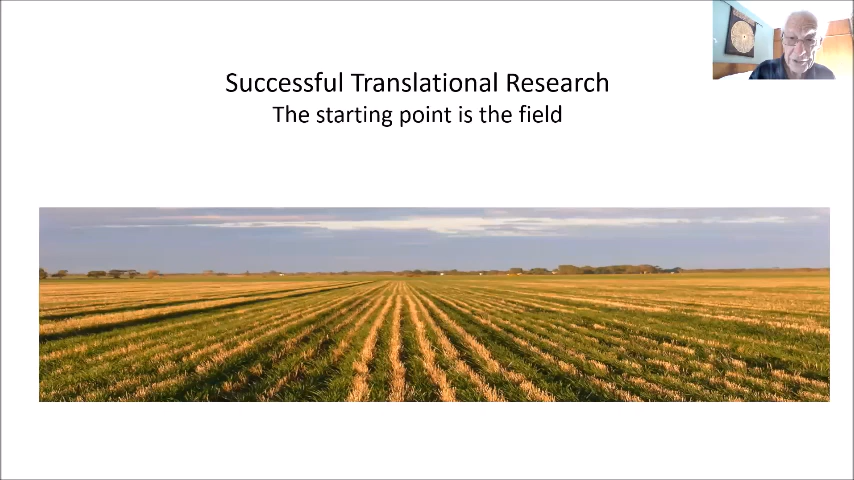 Successful Translational Research
The starting point is the field